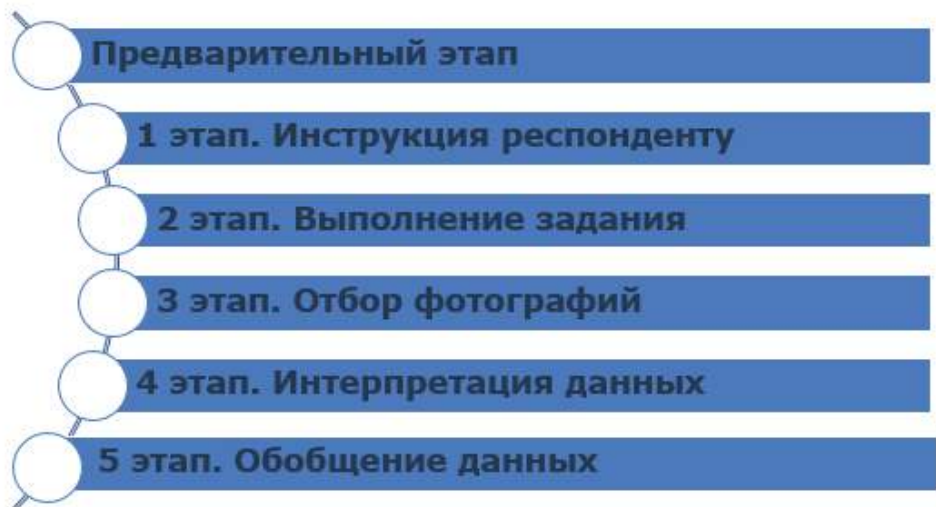 Предварительный этап
1 этап. Инструкция респонденту
2 этап. Выполнение задания
3 этап. Отбор фотографий
4 этап. Интерпретация данных
5 этап. Обобщение данных